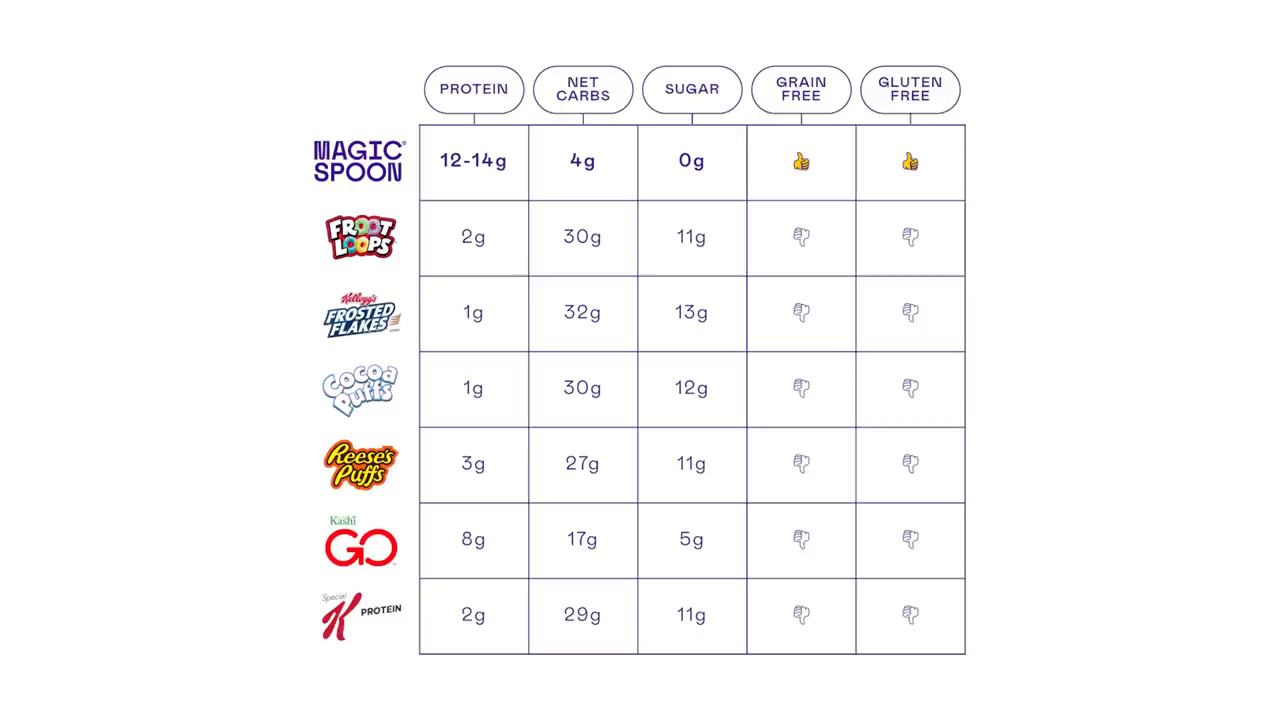 PROTEIN
NET
CARBS
SUGAR
GRAIN
FREE
GLUTEN
FREE
MAGIC
SPOON®
12-14g
4g
0g
FROOT
LOOPS
2g
30g
11g
Kellogg's
FROSTED
FLAKES
1g
32g
13g
COCOA
Puffs
1g
30g
12g
REESE'S
PUFFS
3g
27g
11g
Kashi
GO
8g
17g
5g
Special
K PROTEIN
2g
29g
11g